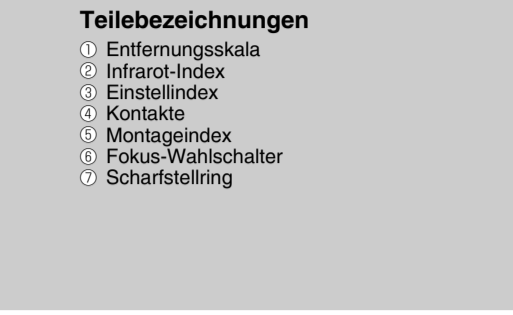 Teilebezeichnungen
① Entfernungsskala
② Infrarot-Index
③ Einstellindex
④ Kontakte
⑤ Montageindex
⑥ Fokus-Wahlschalter
⑦ Scharfstellring